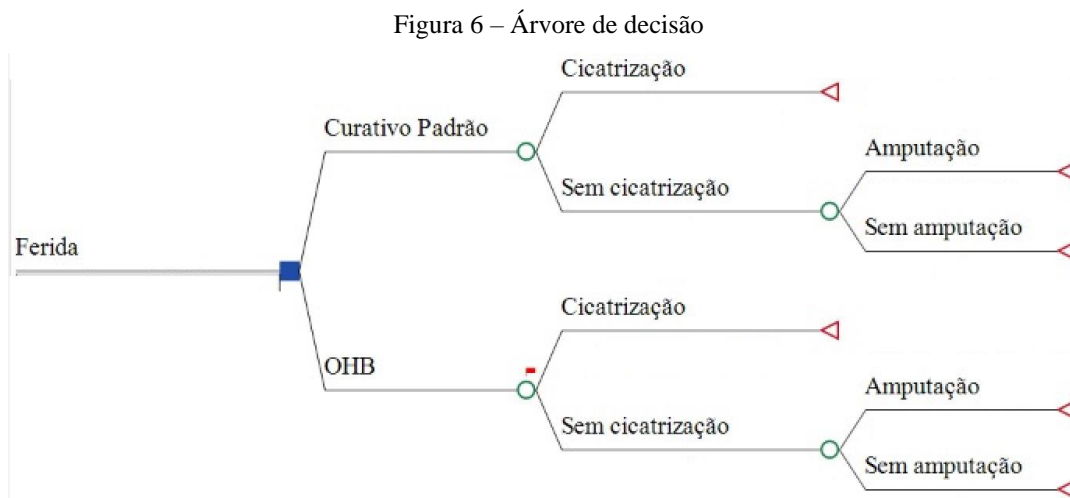 Figura 6 – Árvore de decisão
Cicatrização
Curativo Padrão
Amputação
Sem cicatrização
Sem amputação
Ferida
Cicatrização
OHB
Amputação
Sem cicatrização
Sem amputação